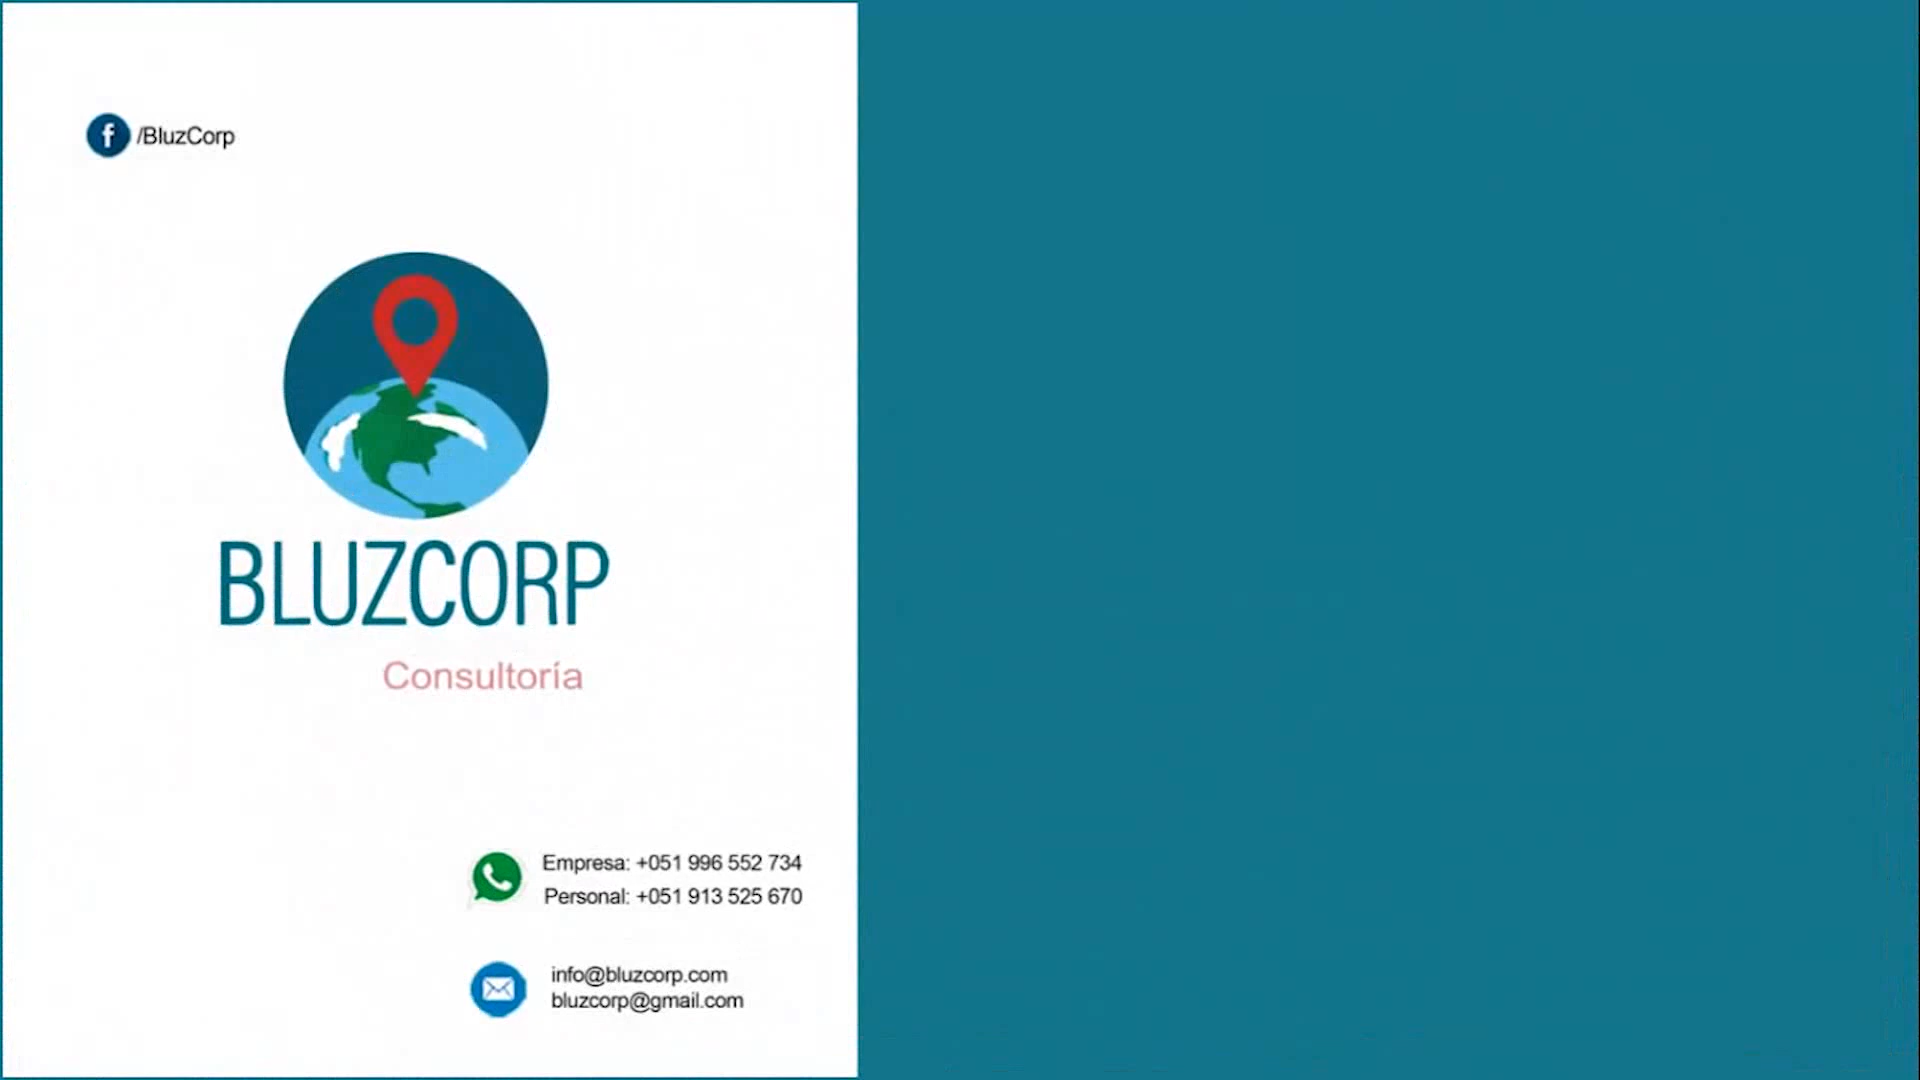 /BluzCorp
BLUZCORP
Consultoría
Empresa: +051 996 552 734
Personal: +051 913 525 670
info@bluzcorp.com
bluzcorp@gmail.com